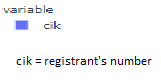 variable
cik
cik = registrant's number